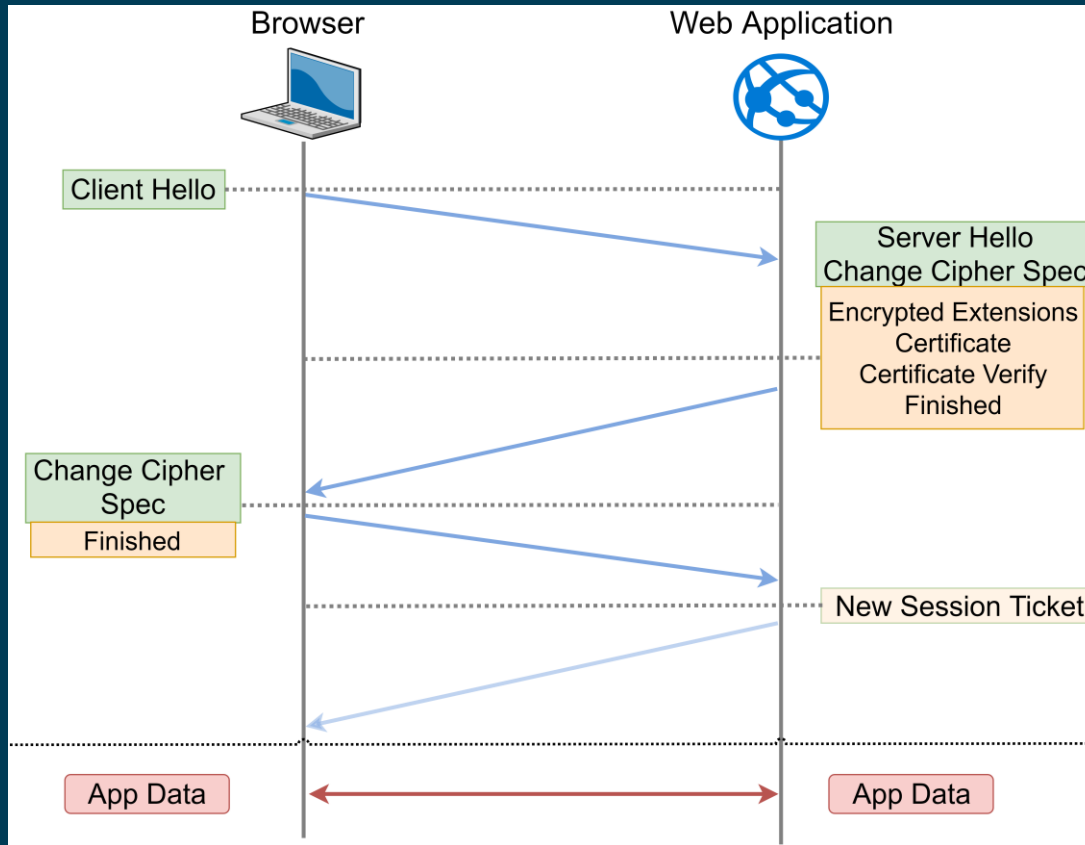 Browser
Web Application
Client Hello
Server Hello
Change Cipher Spec
Encrypted Extensions
Certificate
Certificate Verify
Finished
Change Cipher
Spec
Finished
New Session Ticket
App Data
App Data